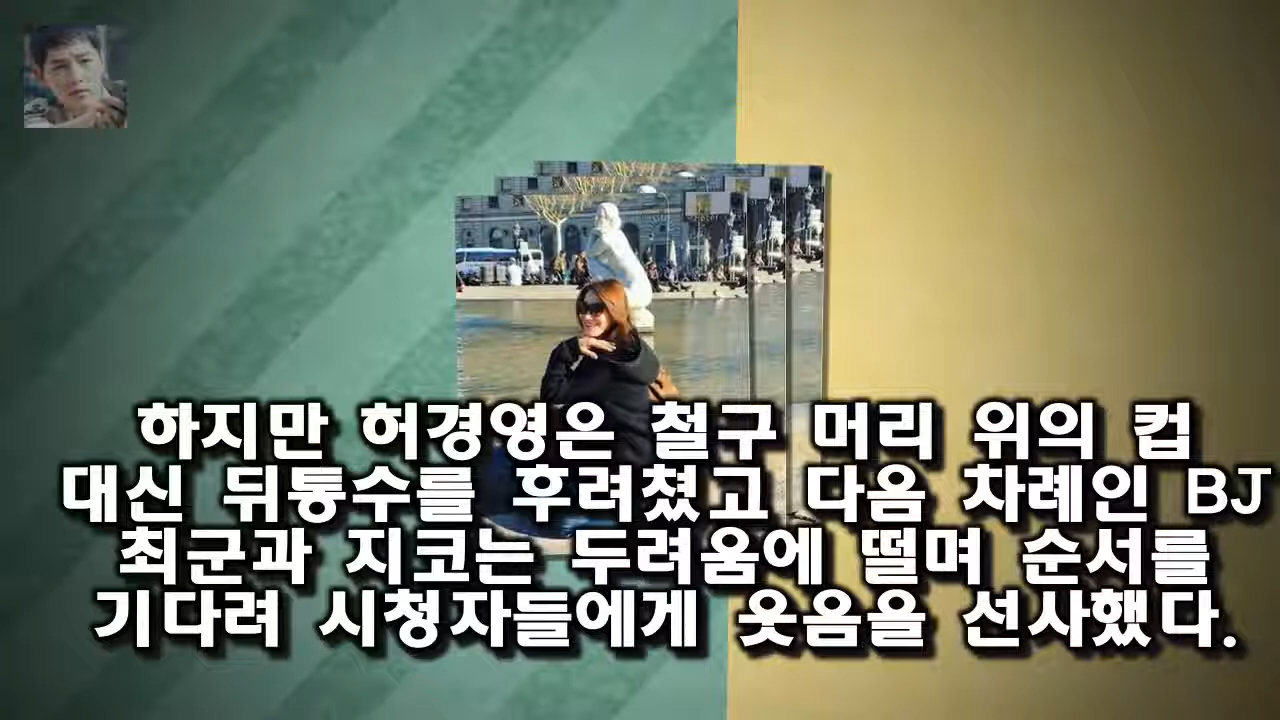 하지만 허경영은 철구 머리 위의 컵
대신 뒤통수를 후려쳤고 다음 차례인 BJ
최군과 지코는 두려움에 떨며 순서를
기다려 시청자들에게 웃음을 선사했다.